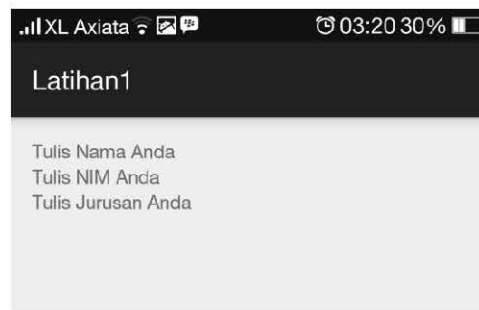 XL Axiata 03:20 30%
Latihan1
Tulis Nama Anda
Tulis NIM Anda
Tulis Jurusan Anda